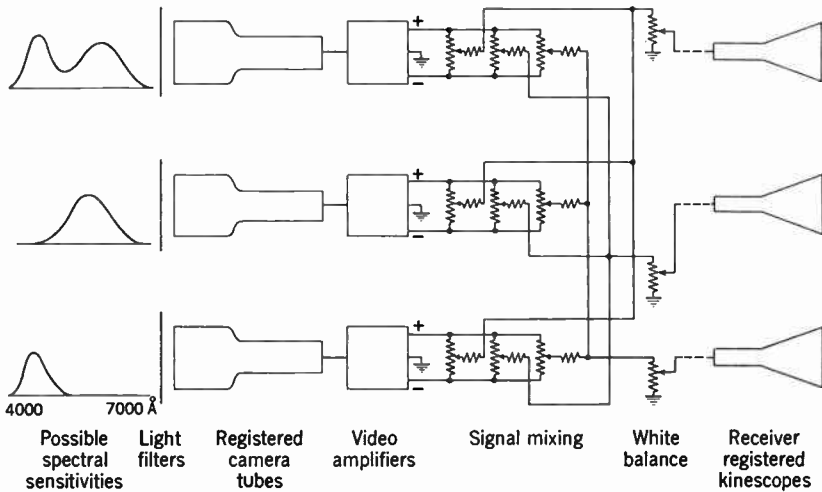 +
−
+
−
+
−
4000 7000 Å
Possible
spectral
sensitivities
Light
filters
Registered
camera
tubes
Video
amplifiers
Signal mixing
White
balance
Receiver
registered
kinescopes